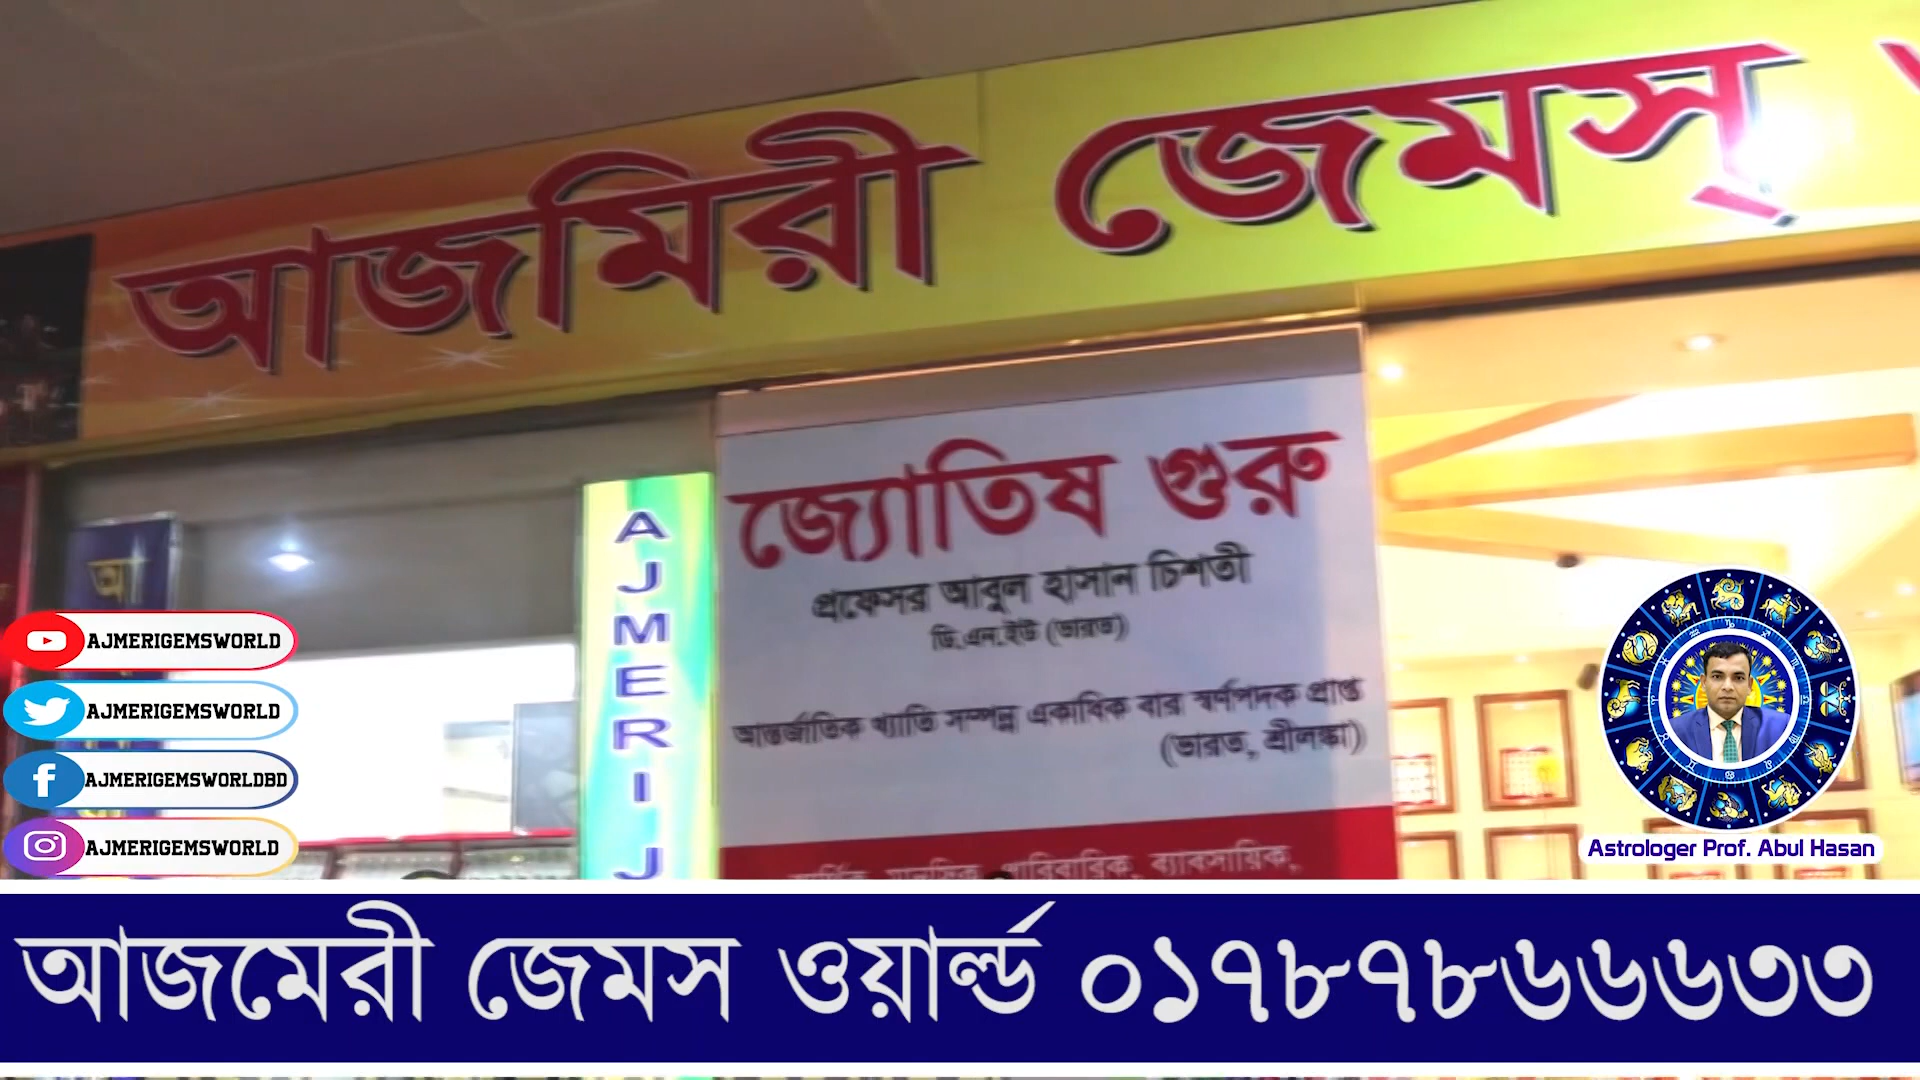 আজমিরী জেমস্
জ্যোতিষ গুরু
প্রফেসর আবুল হাসান চিশতী
ডি.এন.ইউ (ভারত)
আন্তর্জাতিক খ্যাতি সম্পন্ন একাধিক বার স্বর্ণপদক প্রাপ্ত
(ভারত, শ্রীলঙ্কা)
পারিবারিক, ব্যাবসায়িক,
AJMERI J
আ
AJMERIGEMSWORLD
AJMERIGEMSWORLD
AJMERIGEMSWORLDBD
AJMERIGEMSWORLD
Astrologer Prof. Abul Hasan
আজমেরী জেমস ওয়ার্ল্ড ০১৭৮৭৮৬৬৬৩৩